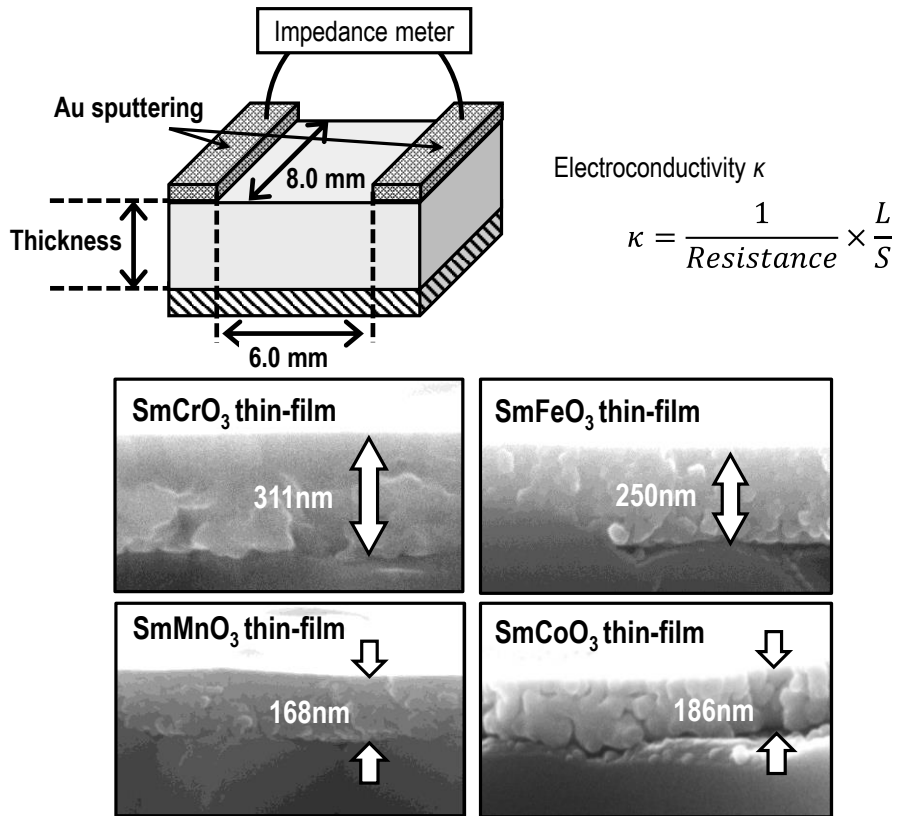 Impedance meter
Au sputtering
8.0 mm
Thickness
6.0 mm
Electroconductivity κ
κ = 1/Resistance × L/S
SmCrO₃ thin-film
311nm
SmFeO₃ thin-film
250nm
SmMnO₃ thin-film
168nm
SmCoO₃ thin-film
186nm